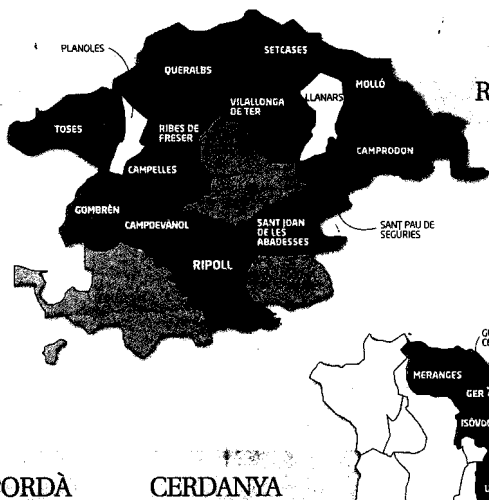 PLANOLES
SETCASES
QUERALBS
MOLLÓ
R
VILALLONGA
DE TER
LLANARS
TOSES
RIBES DE
FRESER
CAMPRODON
CAMPELLES
GOMBRÈN
CAMPDEVÀNOL
SANT JOAN
DE LES
ABADESSES
SANT PAU DE
SEGÚRIES
RIPOLL
MERANGES
GER
CERDANYA